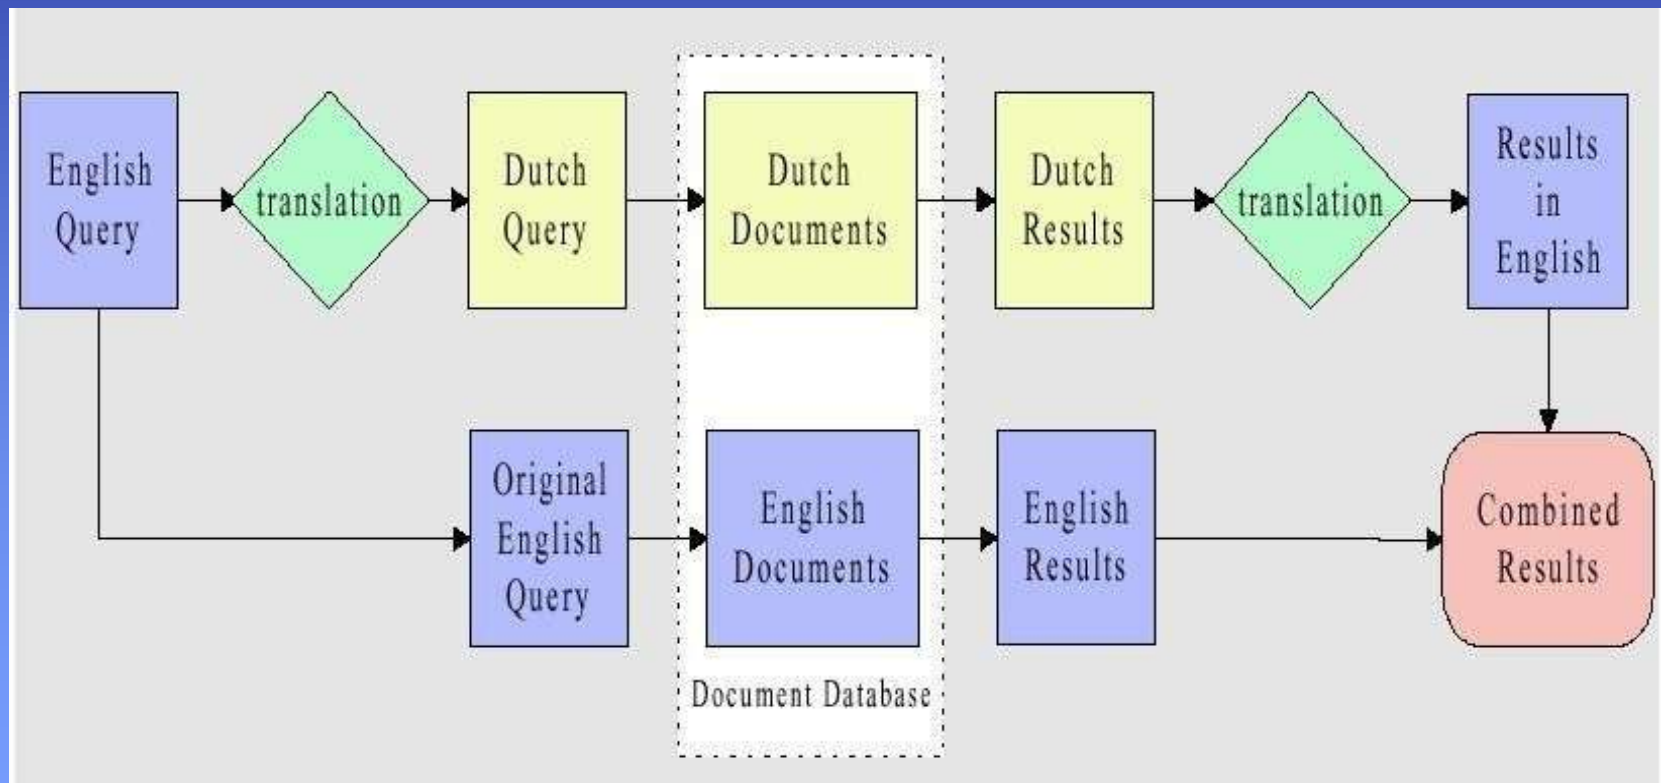 English
Query
translation
Dutch
Query
Dutch
Documents
Dutch
Results
translation
Results
in
English
Original
English
Query
English
Documents
English
Results
Combined
Results
Document Database